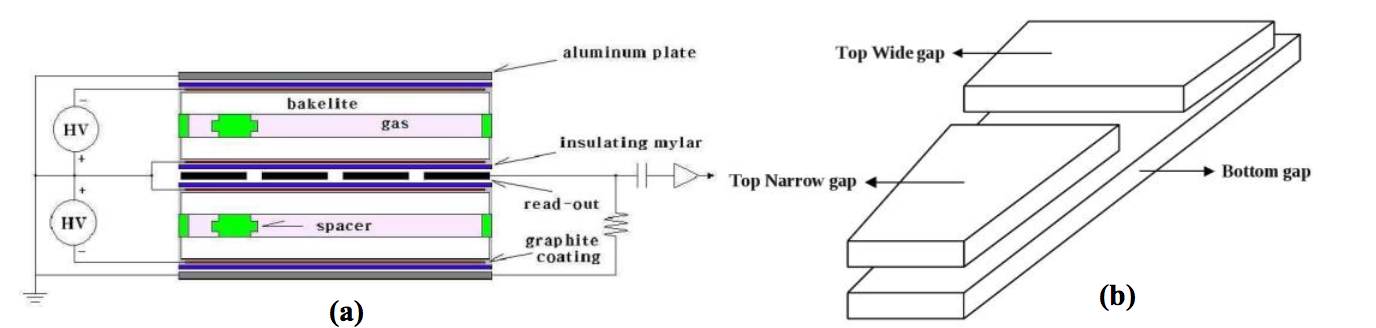 aluminum plate
HV
−
+
bakelite
gas
insulating mylar
+
HV
−
read-out
spacer
graphite
coating
(a)
Top Wide gap
Top Narrow gap
Bottom gap
(b)